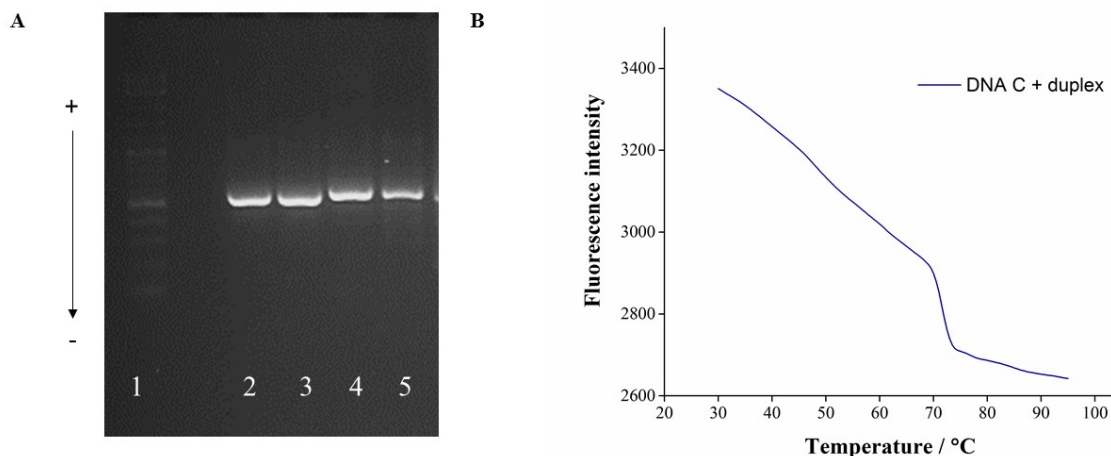 A
+
-
1 2 3 4 5
B
Fluorescence intensity
3400
3200
3000
2800
2600
DNA C + duplex
20 30 40 50 60 70 80 90 100
Temperature / °C